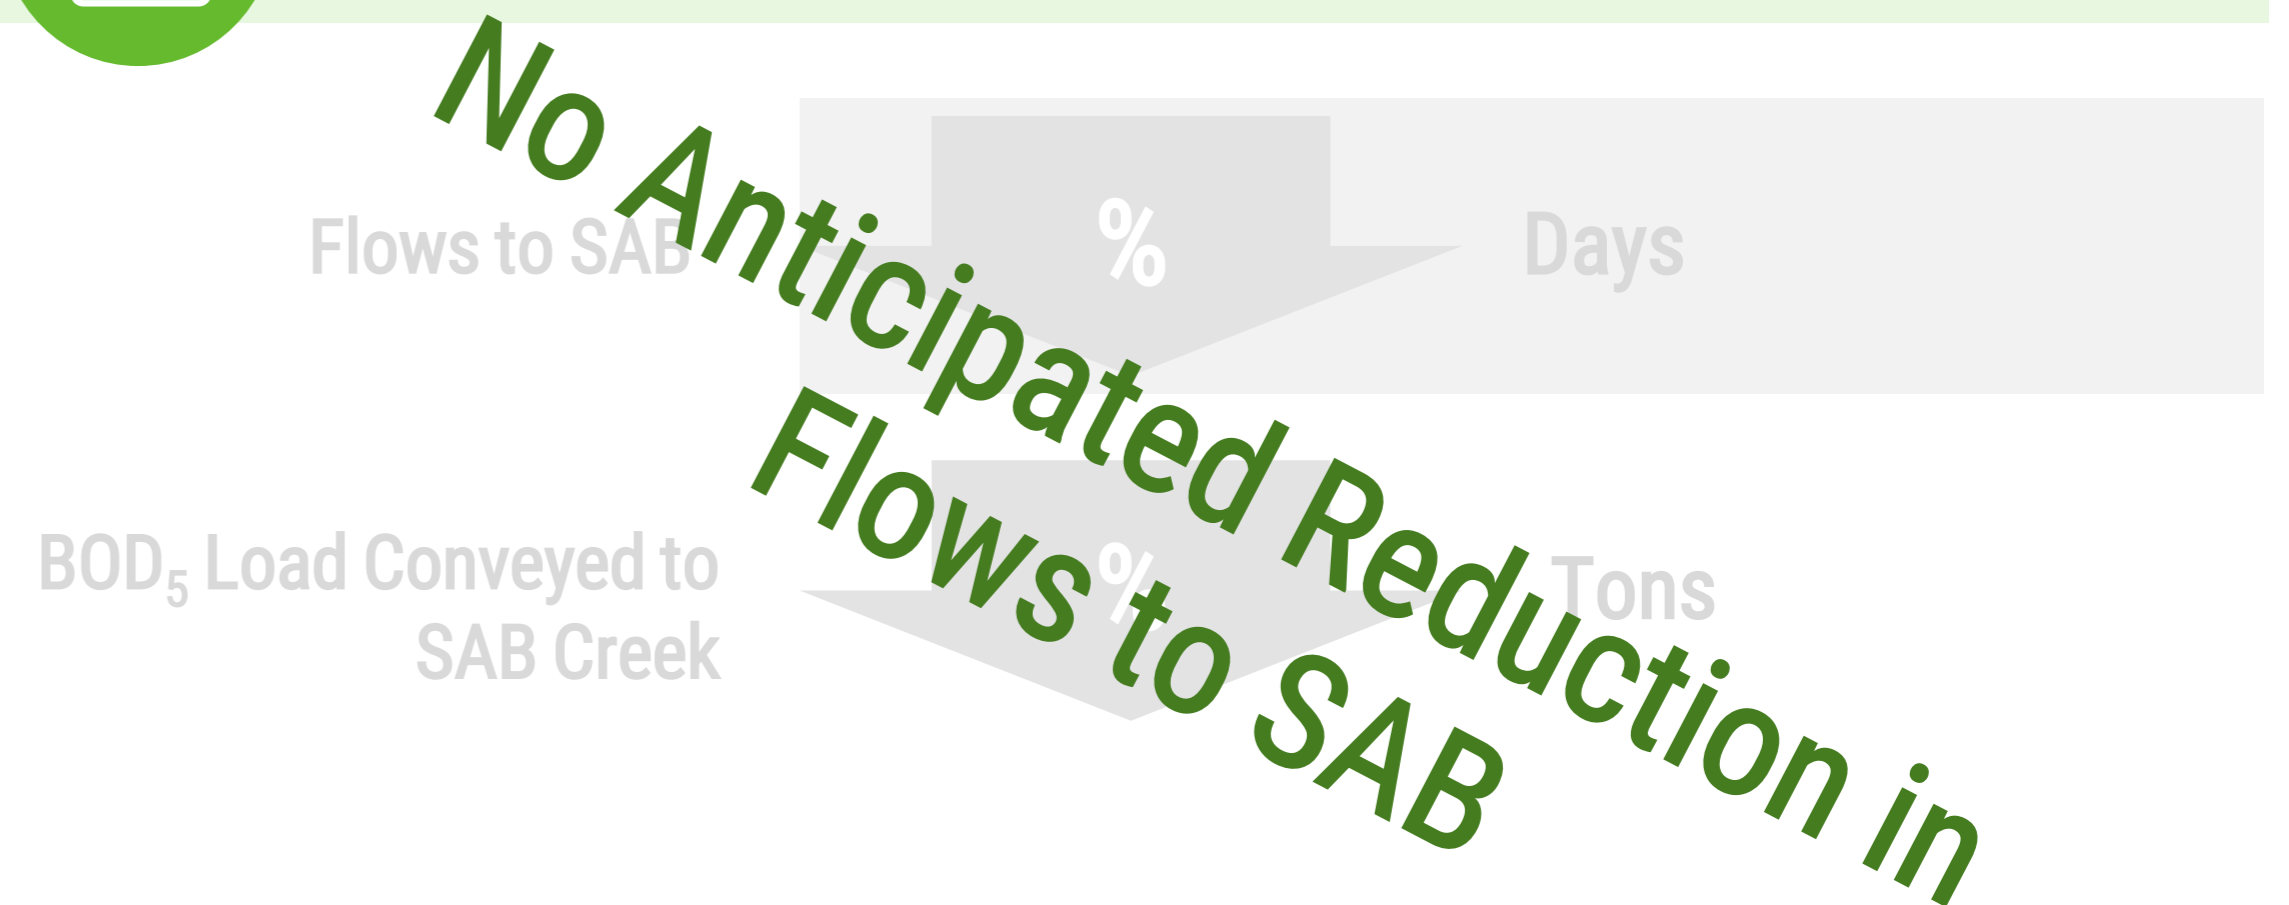 No Anticipated Reduction in
Flows to SAB
Flows to SAB
%
Days
BOD₅ Load Conveyed to
SAB Creek
%
Tons